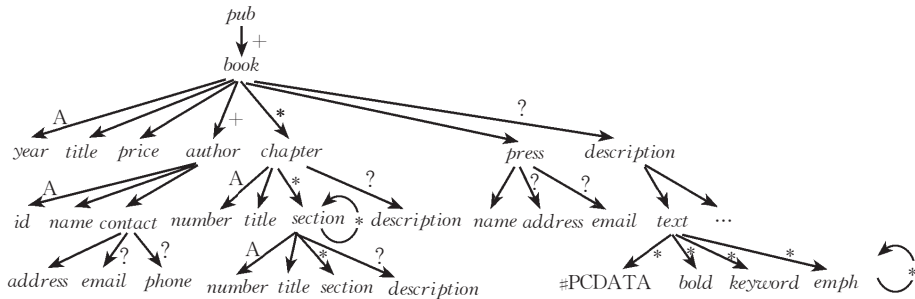 pub
+
book
A + * ?
year title price author chapter press description
A A * ? ? ?
id name contact number title section * description name address email text ...
? ? A * ? * * * *
address email phone number title section description #PCDATA bold keyword emph *